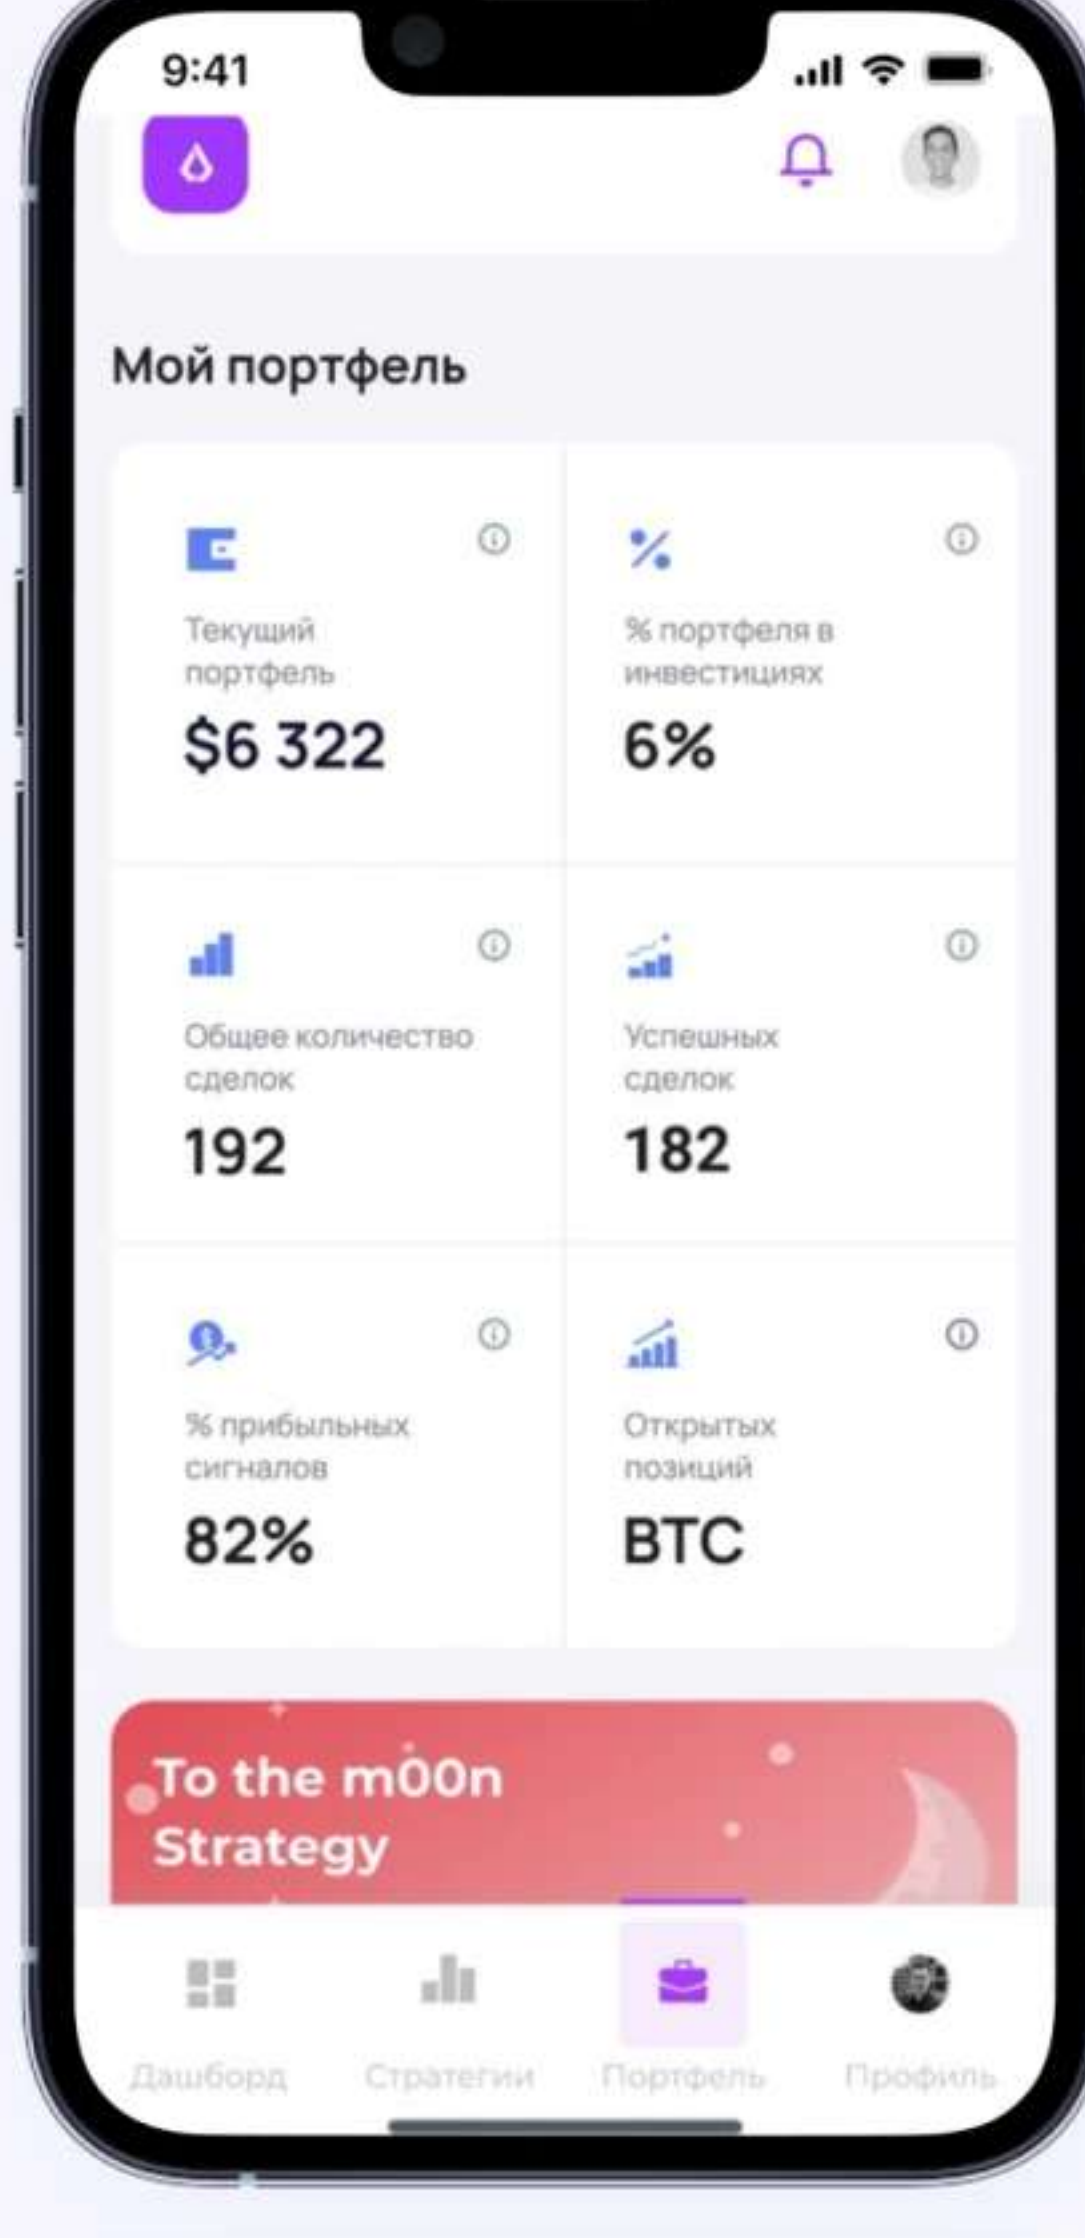 9:41
Мой портфель
Текущий
портфель
$6 322
% портфеля в
инвестициях
6%
Общее количество
сделок
192
Успешных
сделок
182
% прибыльных
сигналов
82%
Открытых
позиций
BTC
To the m00n
Strategy
Дашборд
Стратегии
Портфель
Профиль